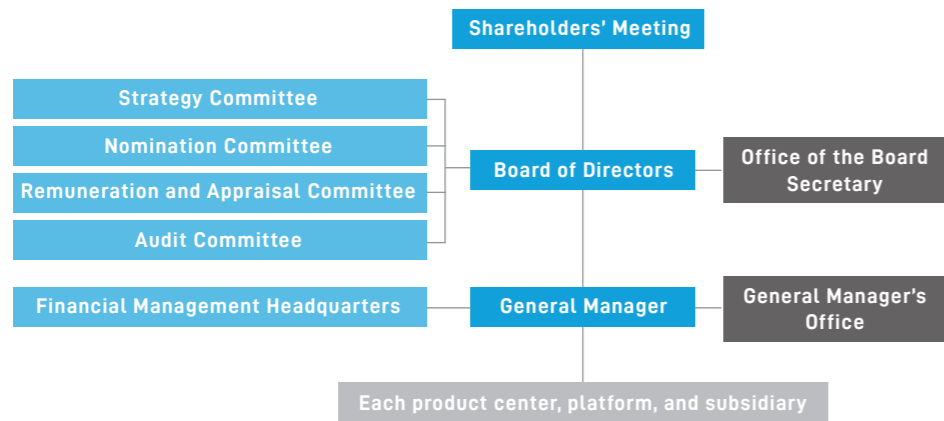 Shareholders' Meeting
Strategy Committee
Nomination Committee
Remuneration and Appraisal Committee
Audit Committee
Board of Directors
Office of the Board
Secretary
Financial Management Headquarters
General Manager
General Manager's
Office
Each product center, platform, and subsidiary